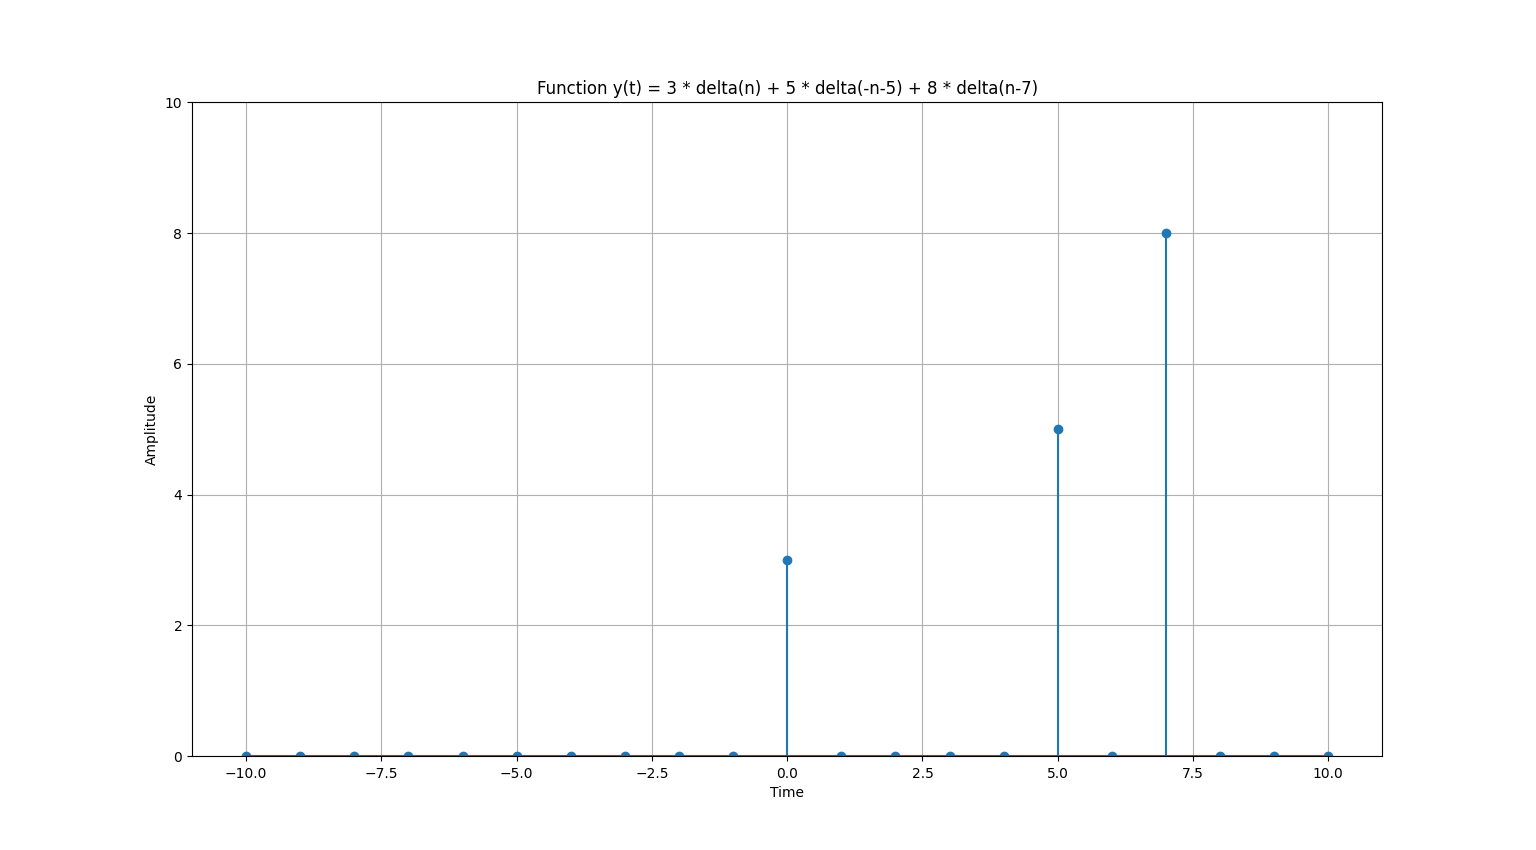 Function y(t) = 3 * delta(n) + 5 * delta(-n-5) + 8 * delta(n-7)
10
8
6
4
2
0
Amplitude
−10.0 −7.5 −5.0 −2.5 0.0 2.5 5.0 7.5 10.0
Time